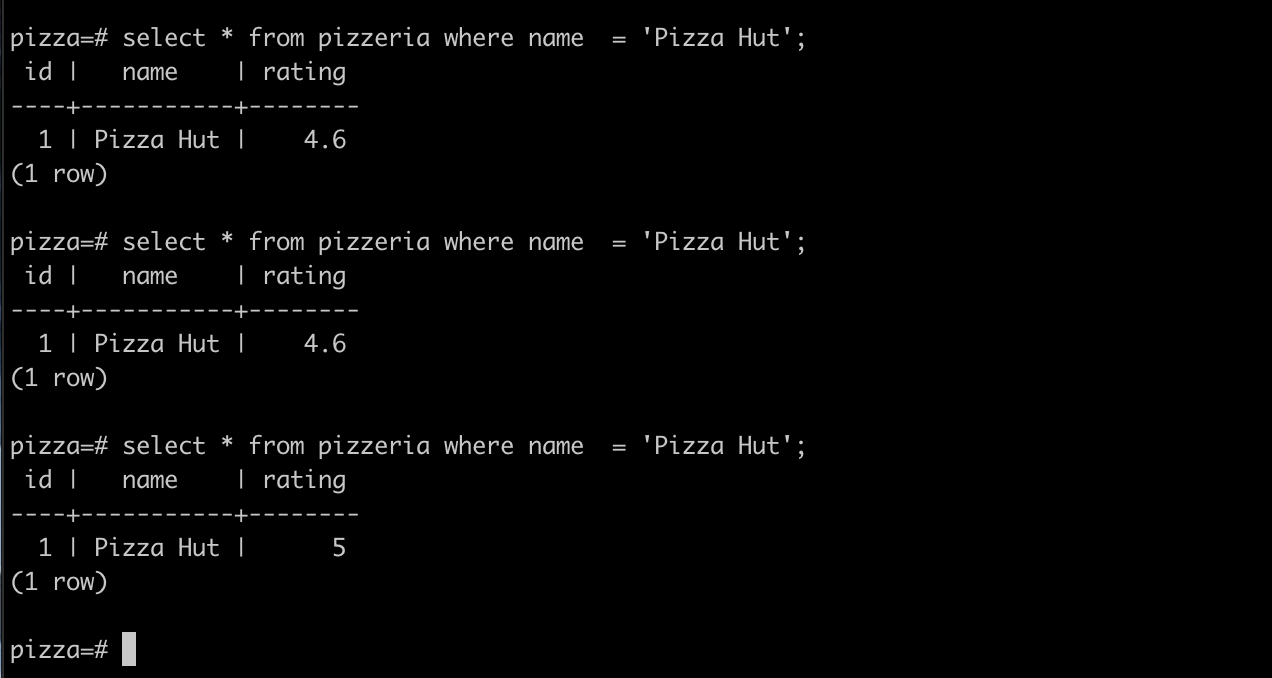 pizza=# select * from pizzeria where name  = 'Pizza Hut';
 id |   name    | rating
----+-----------+--------
  1 | Pizza Hut |    4.6
(1 row)

pizza=# select * from pizzeria where name  = 'Pizza Hut';
 id |   name    | rating
----+-----------+--------
  1 | Pizza Hut |    4.6
(1 row)

pizza=# select * from pizzeria where name  = 'Pizza Hut';
 id |   name    | rating
----+-----------+--------
  1 | Pizza Hut |      5
(1 row)

pizza=#